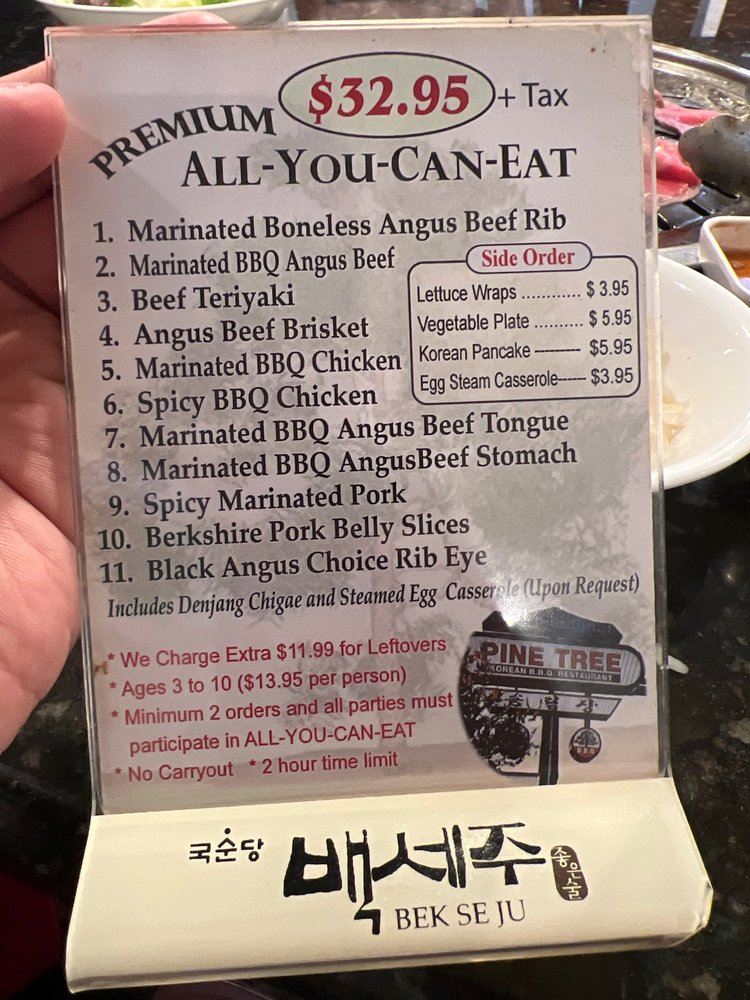 $32.95 + Tax
PREMIUM
ALL-YOU-CAN-EAT
1. Marinated Boneless Angus Beef Rib
2. Marinated BBQ Angus Beef
3. Beef Teriyaki
4. Angus Beef Brisket
5. Marinated BBQ Chicken
6. Spicy BBQ Chicken
7. Marinated BBQ Angus Beef Tongue
8. Marinated BBQ AngusBeef Stomach
9. Spicy Marinated Pork
10. Berkshire Pork Belly Slices
11. Black Angus Choice Rib Eye
Side Order
Lettuce Wraps ............ $ 3.95
Vegetable Plate .......... $ 5.95
Korean Pancake --------- $5.95
Egg Steam Casserole----- $3.95
Includes Denjang Chigae and Steamed Egg Casserole (Upon Request)
* We Charge Extra $11.99 for Leftovers
* Ages 3 to 10 ($13.95 per person)
* Minimum 2 orders and all parties must
participate in ALL-YOU-CAN-EAT
* No Carryout * 2 hour time limit
PINE TREE
KOREAN B.B.Q. RESTAURANT
BBQ
국순당
백세주
좋은술
BEK SE JU